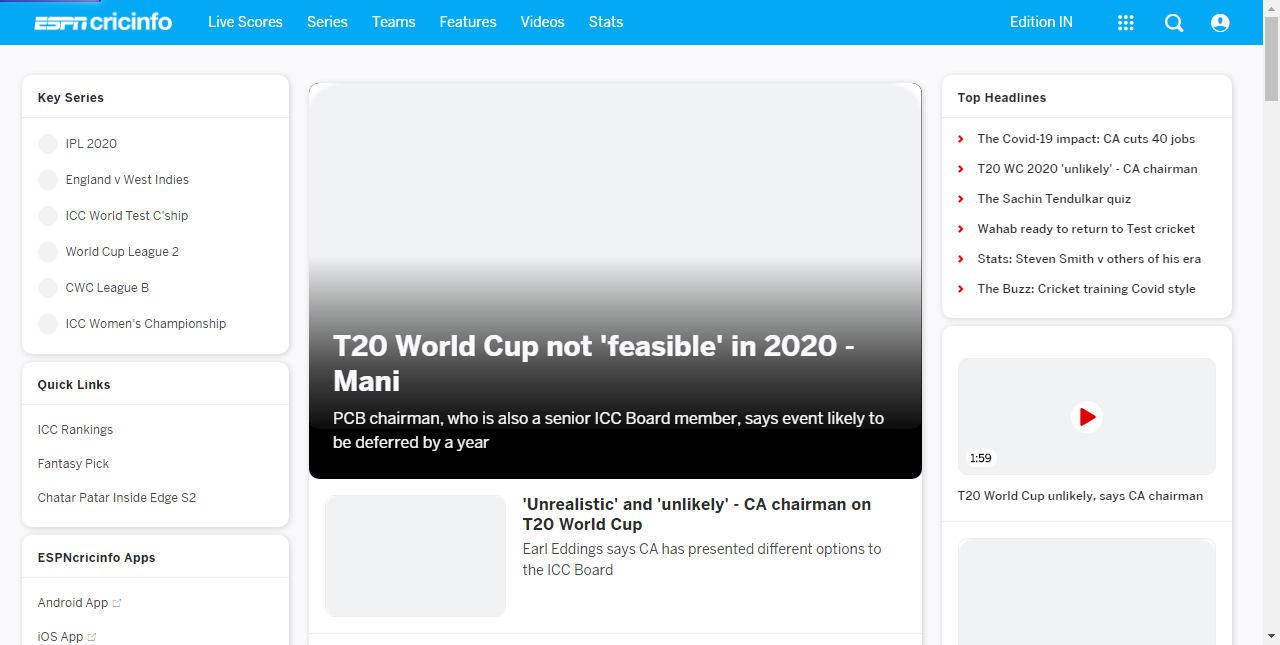 ESPN cricinfo
Live Scores
Series
Teams
Features
Videos
Stats
Edition IN
Key Series
IPL 2020
England v West Indies
ICC World Test C'ship
World Cup League 2
CWC League B
ICC Women's Championship
Quick Links
ICC Rankings
Fantasy Pick
Chatar Patar Inside Edge S2
ESPNcricinfo Apps
Android App
iOS App
T20 World Cup not 'feasible' in 2020 -
Mani
PCB chairman, who is also a senior ICC Board member, says event likely to
be deferred by a year
'Unrealistic' and 'unlikely' - CA chairman on
T20 World Cup
Earl Eddings says CA has presented different options to
the ICC Board
Top Headlines
The Covid-19 impact: CA cuts 40 jobs
T20 WC 2020 'unlikely' - CA chairman
The Sachin Tendulkar quiz
Wahab ready to return to Test cricket
Stats: Steven Smith v others of his era
The Buzz: Cricket training Covid style
1:59
T20 World Cup unlikely, says CA chairman